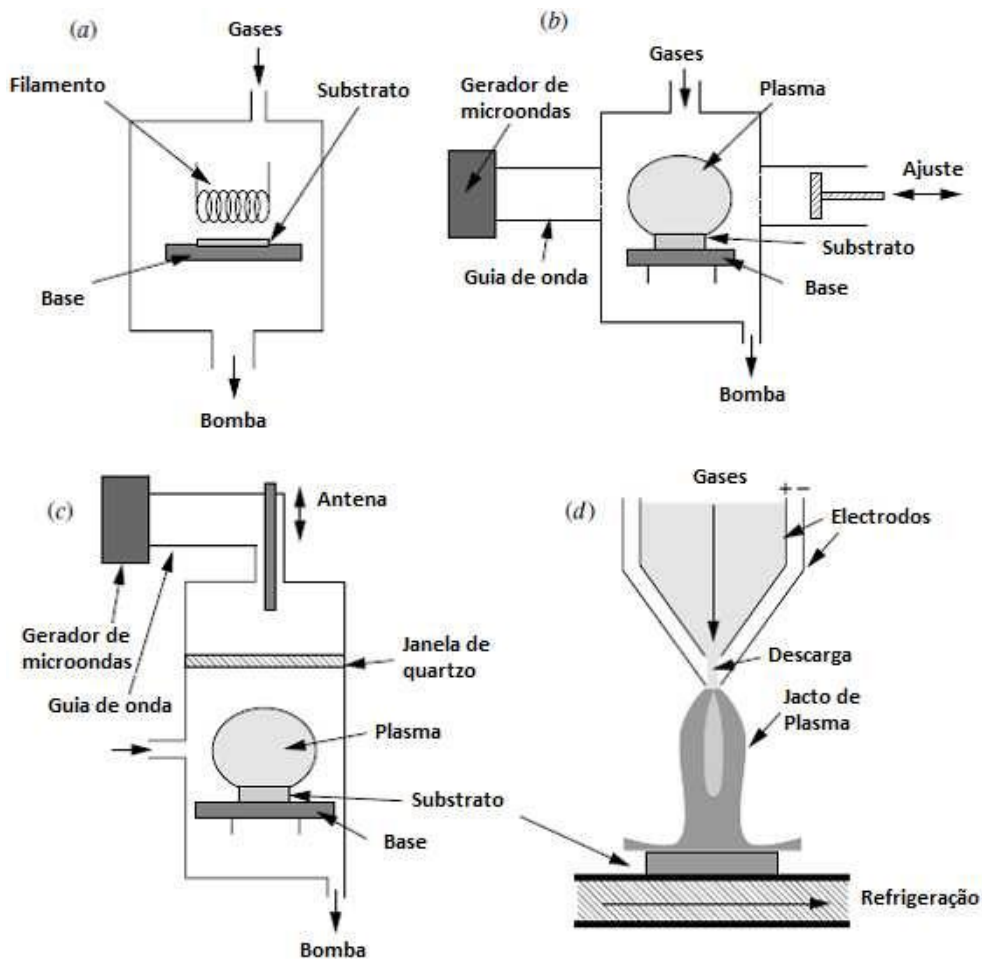 (a)
Gases
Filamento
Substrato
Base
Bomba
(b)
Gases
Gerador de
microondas
Plasma
Ajuste
Substrato
Guia de onda
Base
Bomba
(c)
Antena
Gerador de
microondas
Janela de
quartzo
Guia de onda
Plasma
Substrato
Base
Bomba
(d)
Gases
+ −
Electrodos
Descarga
Jacto de
Plasma
Refrigeração